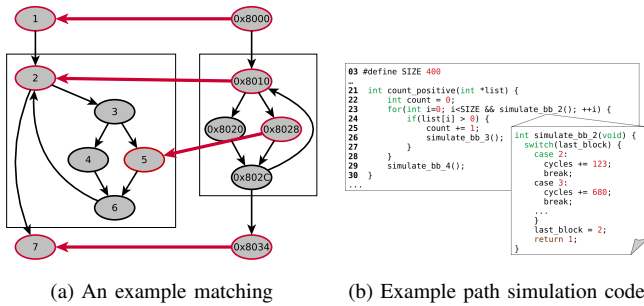 1
0x8000
2
0x8010
3
0x8020
0x8028
4
5
0x802C
6
7
0x8034
(a) An example matching
03 #define SIZE 400
…
21 int count_positive(int *list) {
22 int count = 0;
23 for(int i=0; i<SIZE && simulate_bb_2(); ++i) {
24 if(list[i] > 0) {
25 count += 1;
26 simulate_bb_3();
27 }
28 }
29 simulate_bb_4();
30 }
...
int simulate_bb_2(void) {
switch(last_block) {
case 2:
cycles += 123;
break;
case 3:
cycles += 680;
break;
...
}
last_block = 2;
return 1;
}
(b) Example path simulation code